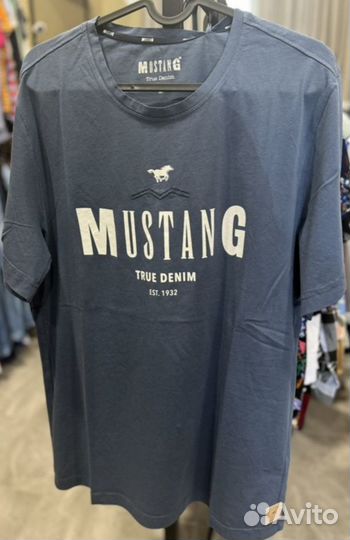 MUSTANG
True Denim
MUSTANG
TRUE DENIM
EST. 1932
Avito